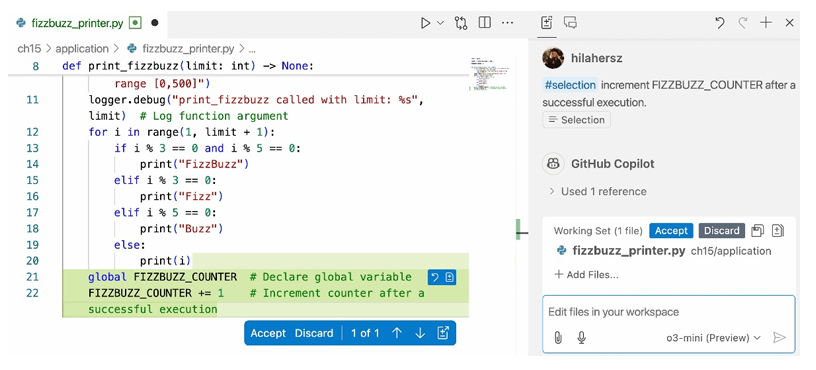 fizzbuzz_printer.py
ch15 > application > fizzbuzz_printer.py > ...
8 def print_fizzbuzz(limit: int) -> None:
range [0,500]")
11 logger.debug("print_fizzbuzz called with limit: %s",
limit)  # Log function argument
12 for i in range(1, limit + 1):
13 if i % 3 == 0 and i % 5 == 0:
14 print("FizzBuzz")
15 elif i % 3 == 0:
16 print("Fizz")
17 elif i % 5 == 0:
18 print("Buzz")
19 else:
20 print(i)
21 global FIZZBUZZ_COUNTER  # Declare global variable
22 FIZZBUZZ_COUNTER += 1    # Increment counter after a
successful execution
Accept Discard 1 of 1
hilahersz
#selection increment FIZZBUZZ_COUNTER after a
successful execution.
Selection
GitHub Copilot
> Used 1 reference
Working Set (1 file) Accept Discard
fizzbuzz_printer.py ch15/application
+ Add Files...
Edit files in your workspace
o3-mini (Preview)